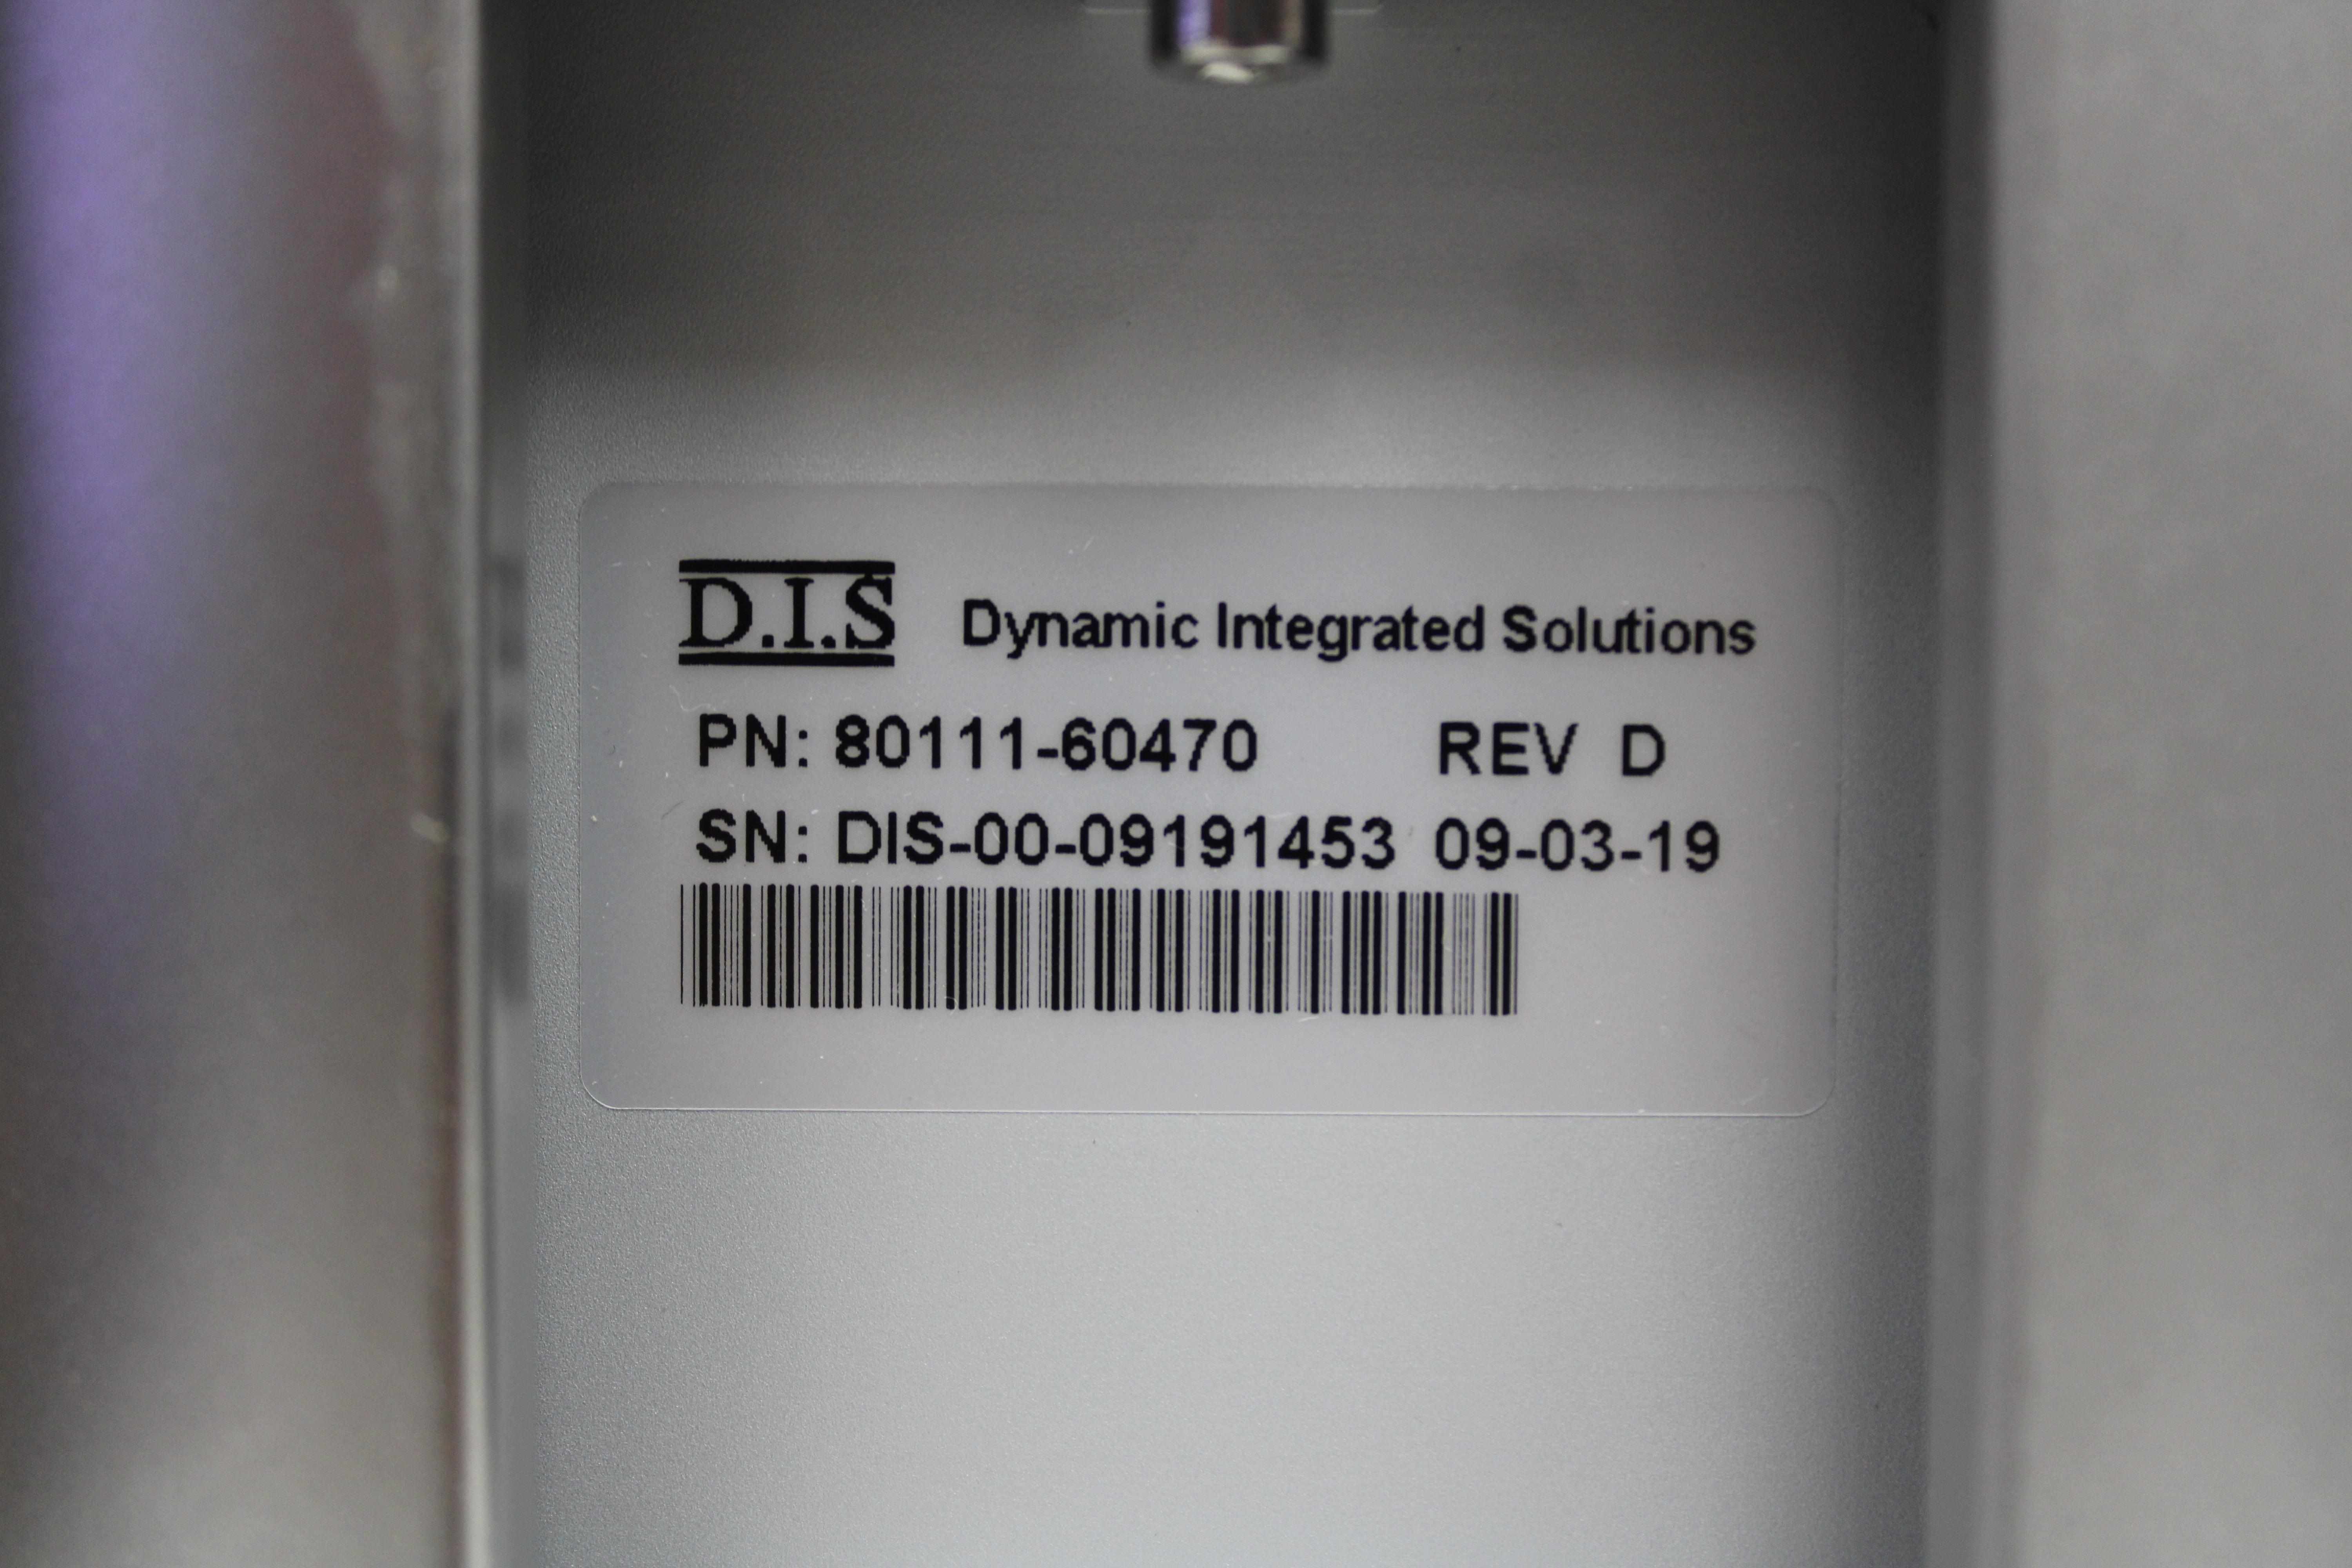 D.I.S Dynamic Integrated Solutions
PN: 80111-60470 REV D
SN: DIS-00-09191453 09-03-19